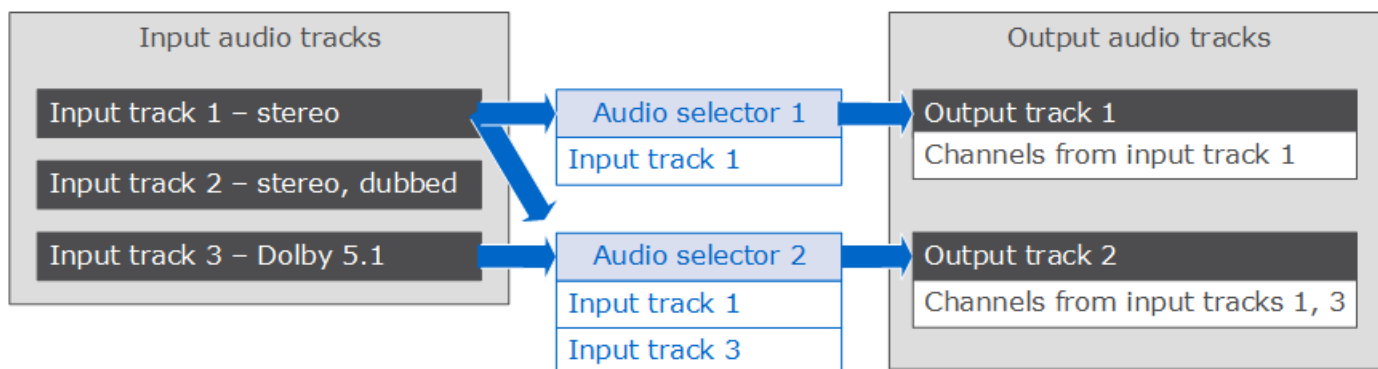 Input audio tracks
Input track 1 – stereo
Input track 2 – stereo, dubbed
Input track 3 – Dolby 5.1
Audio selector 1
Input track 1
Audio selector 2
Input track 1
Input track 3
Output audio tracks
Output track 1
Channels from input track 1
Output track 2
Channels from input tracks 1, 3